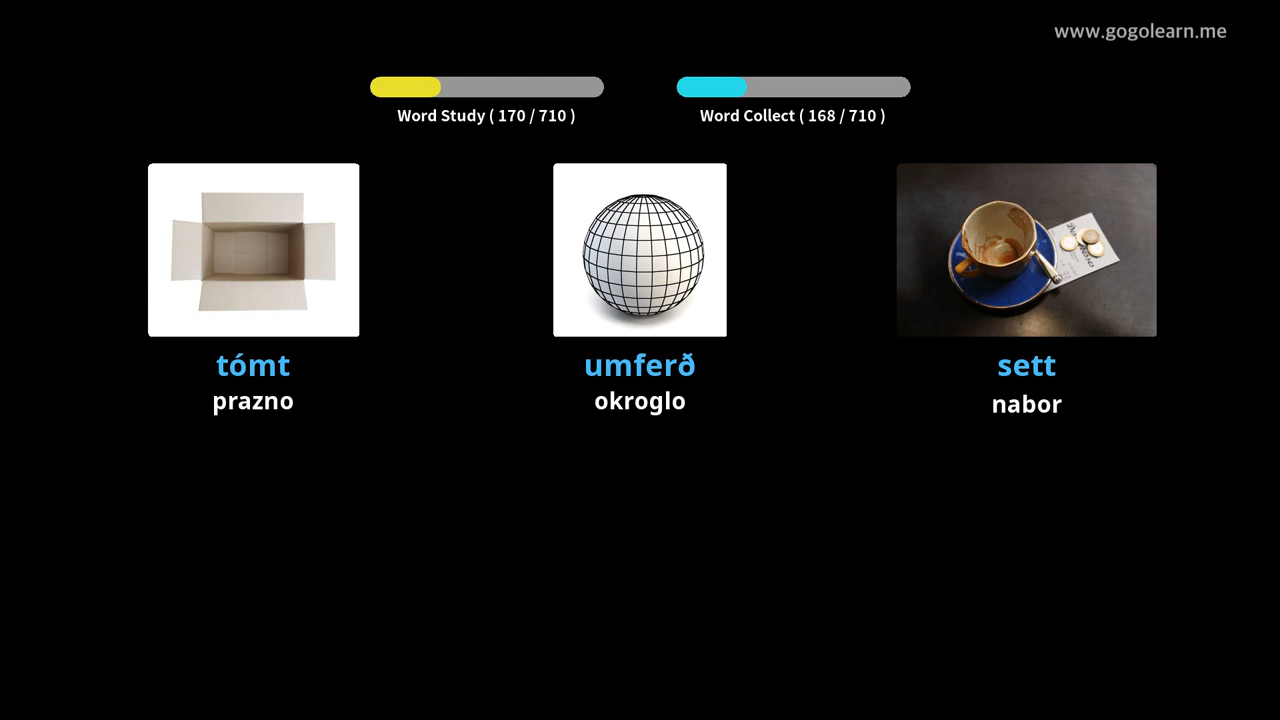 www.gogolearn.me
Word Study ( 170 / 710 )
Word Collect ( 168 / 710 )
tómt
umferð
sett
prazno
okroglo
nabor